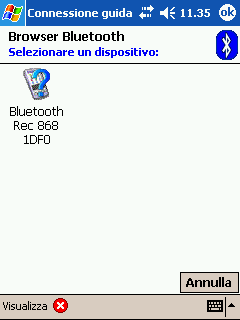 Connessione guida 11.35 ok
Browser Bluetooth
Selezionare un dispositivo:
Bluetooth
Rec 868
1DF0
Annulla
Visualizza